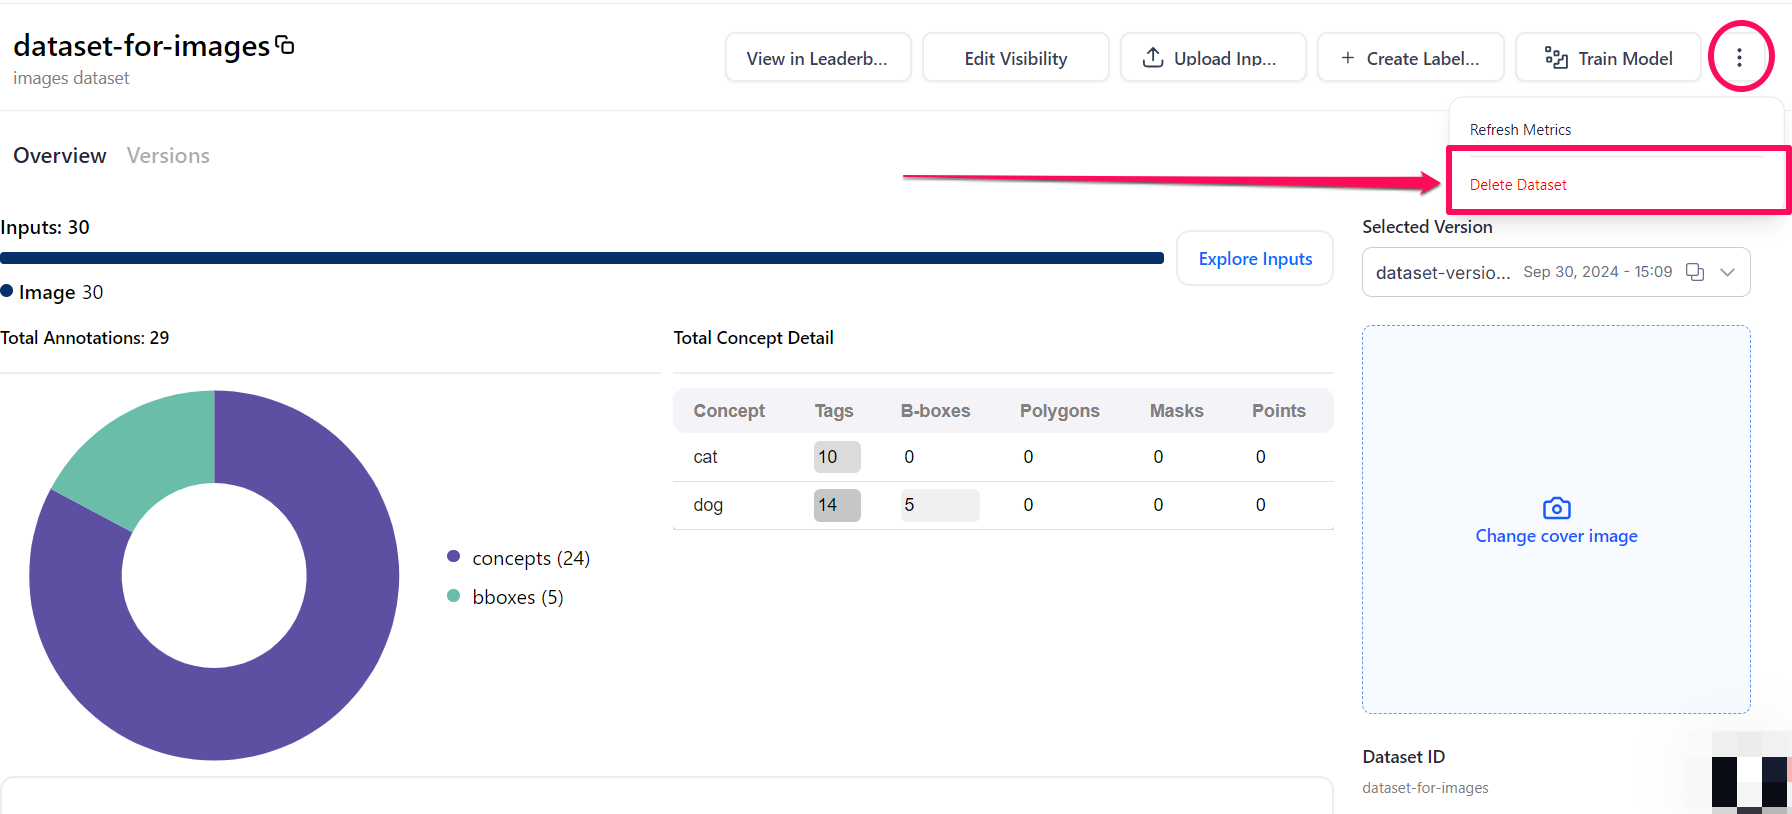 dataset-for-images
images dataset
View in Leaderb...
Edit Visibility
Upload Inp...
+ Create Label...
Train Model
Refresh Metrics
Delete Dataset
Overview
Versions
Inputs: 30
Explore Inputs
Image 30
Selected Version
dataset-versio... Sep 30, 2024 - 15:09
Total Annotations: 29
concepts (24)
bboxes (5)
Total Concept Detail
Concept Tags B-boxes Polygons Masks Points
cat 10 0 0 0 0
dog 14 5 0 0 0
Change cover image
Dataset ID
dataset-for-images